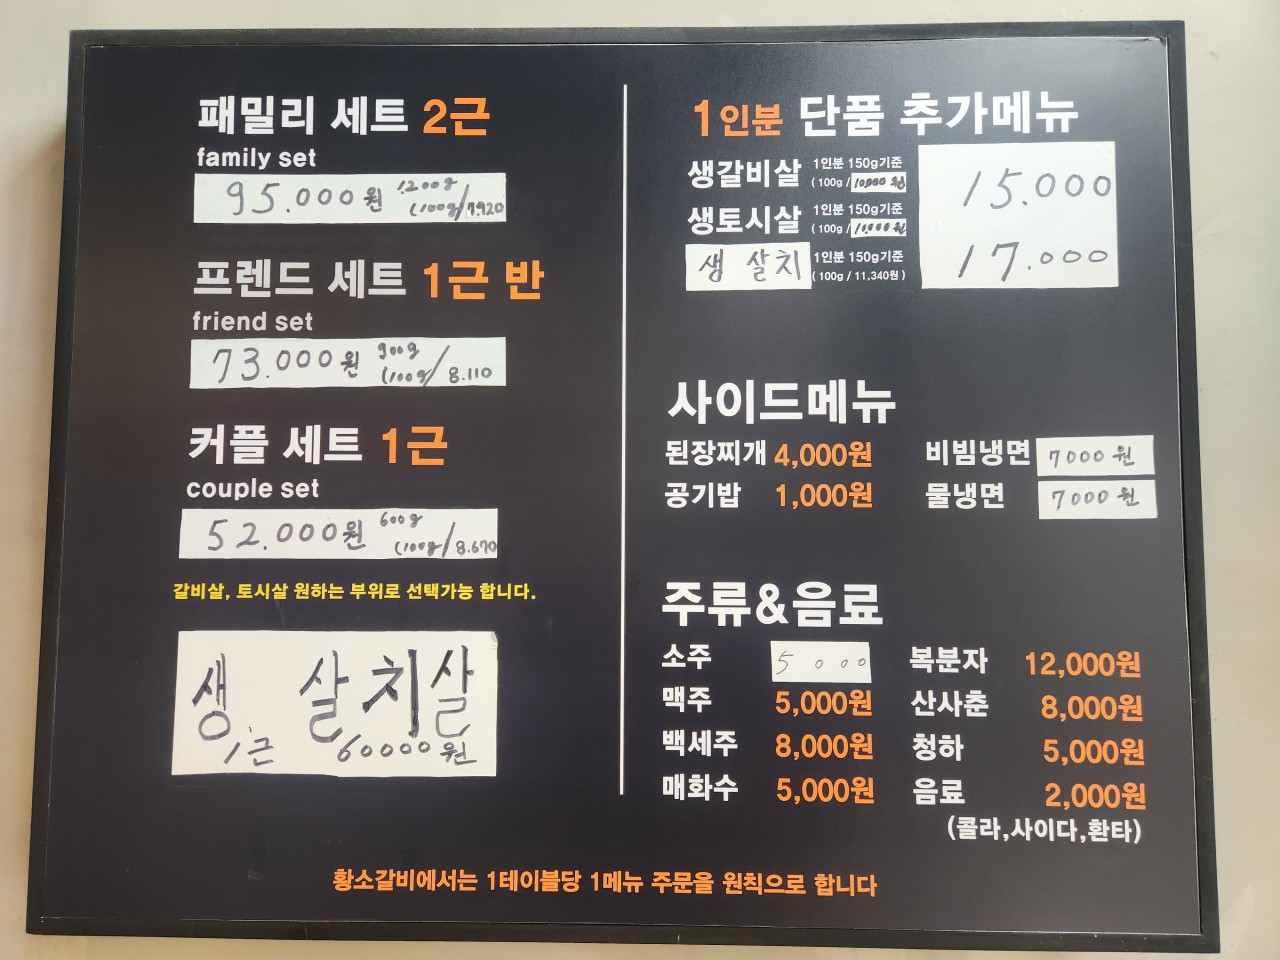 패밀리 세트 2근
family set
95.000원 1200g
(100g/7.920
프렌드 세트 1근 반
friend set
73.000원 900g
(100g/8.110
커플 세트 1근
couple set
52.000원 600g
(100g/8.670
갈비살, 토시살 원하는 부위로 선택가능 합니다.
생 살치살
1근 60000원
1인분 단품 추가메뉴
생갈비살 1인분 150g기준
(100g/10,000원) 15.000
생토시살 1인분 150g기준
(100g/10,000원)
생 살치 1인분 150g기준 17.000
(100g / 11,340원)
사이드메뉴
된장찌개 4,000원 비빔냉면 7000원
공기밥 1,000원 물냉면 7000원
주류&음료
소주 5000 복분자 12,000원
맥주 5,000원 산사춘 8,000원
백세주 8,000원 청하 5,000원
매화수 5,000원 음료 2,000원
(콜라,사이다,환타)
황소갈비에서는 1테이블당 1메뉴 주문을 원칙으로 합니다